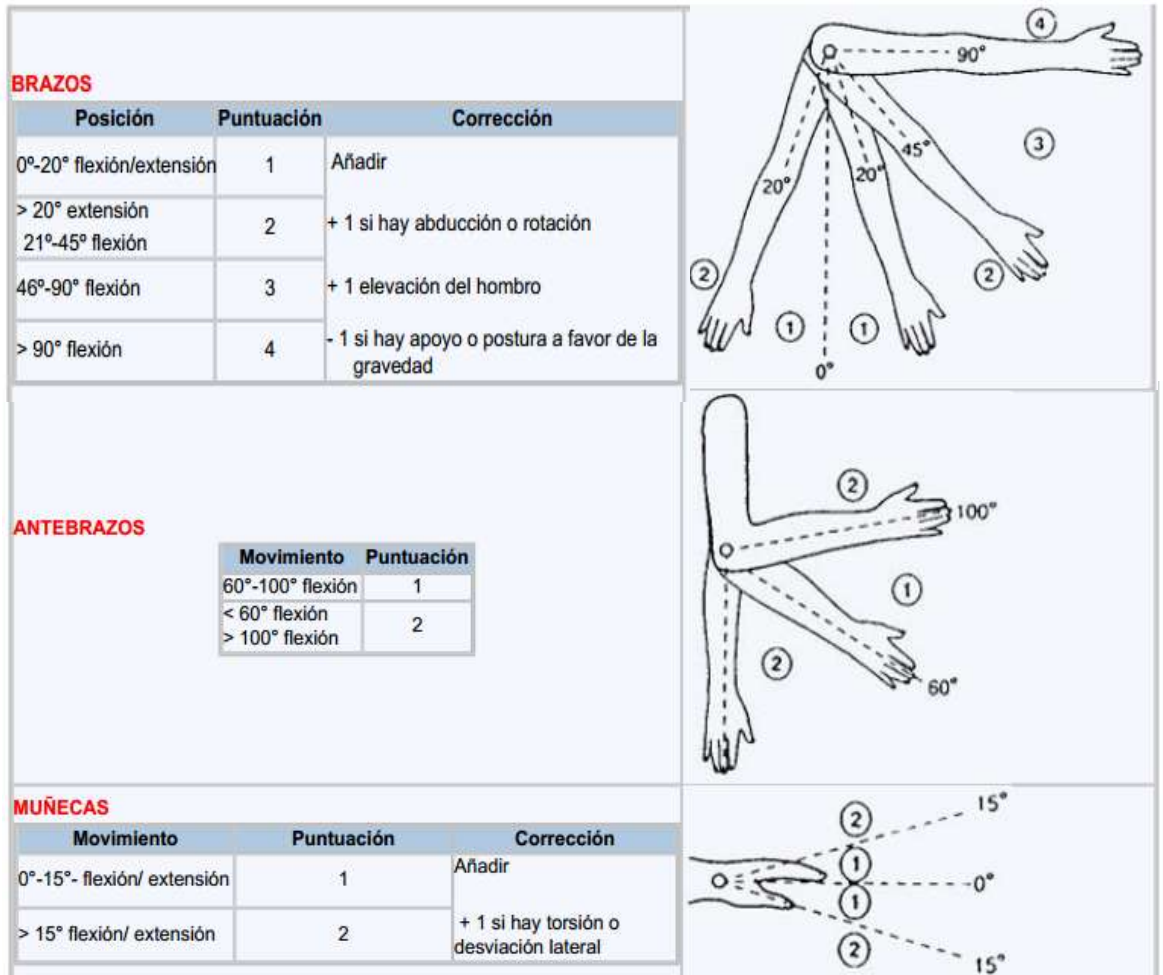 BRAZOS
Posición Puntuación Corrección
0º-20° flexión/extensión 1 Añadir
> 20° extensión
21º-45º flexión
2
+ 1 si hay abducción o rotación
46º-90° flexión 3 + 1 elevación del hombro
> 90° flexión 4
- 1 si hay apoyo o postura a favor de la
gravedad
4
90°
3
45°
20°
20°
2
2
1
1
0°
ANTEBRAZOS
Movimiento Puntuación
60°-100° flexión 1
< 60° flexión
> 100° flexión
2
2
100°
1
2
60°
MUÑECAS
Movimiento Puntuación Corrección
0°-15°- flexión/ extensión 1 Añadir
> 15° flexión/ extensión 2
+ 1 si hay torsión o
desviación lateral
15°
2
1
0°
1
2
15°